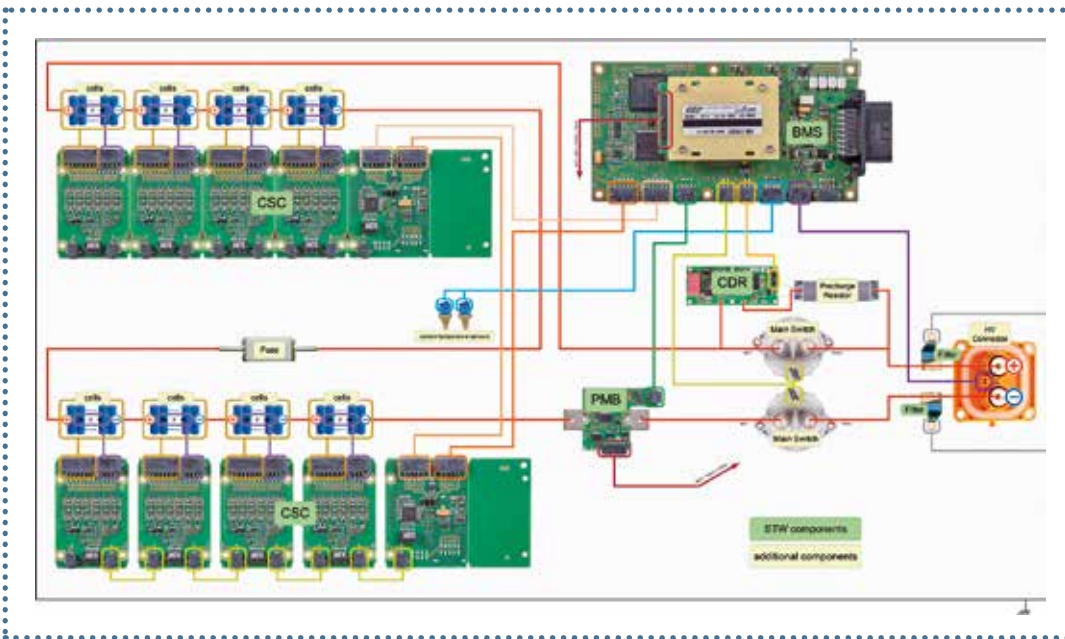 cells cells cells cells
BMS
CSC
CDR
Precharge
Resistor
Main Switch
HV
Connector
Filter
Fuse
cells cells cells cells
PMB
Filter
Main Switch
CSC
STW components
additional components